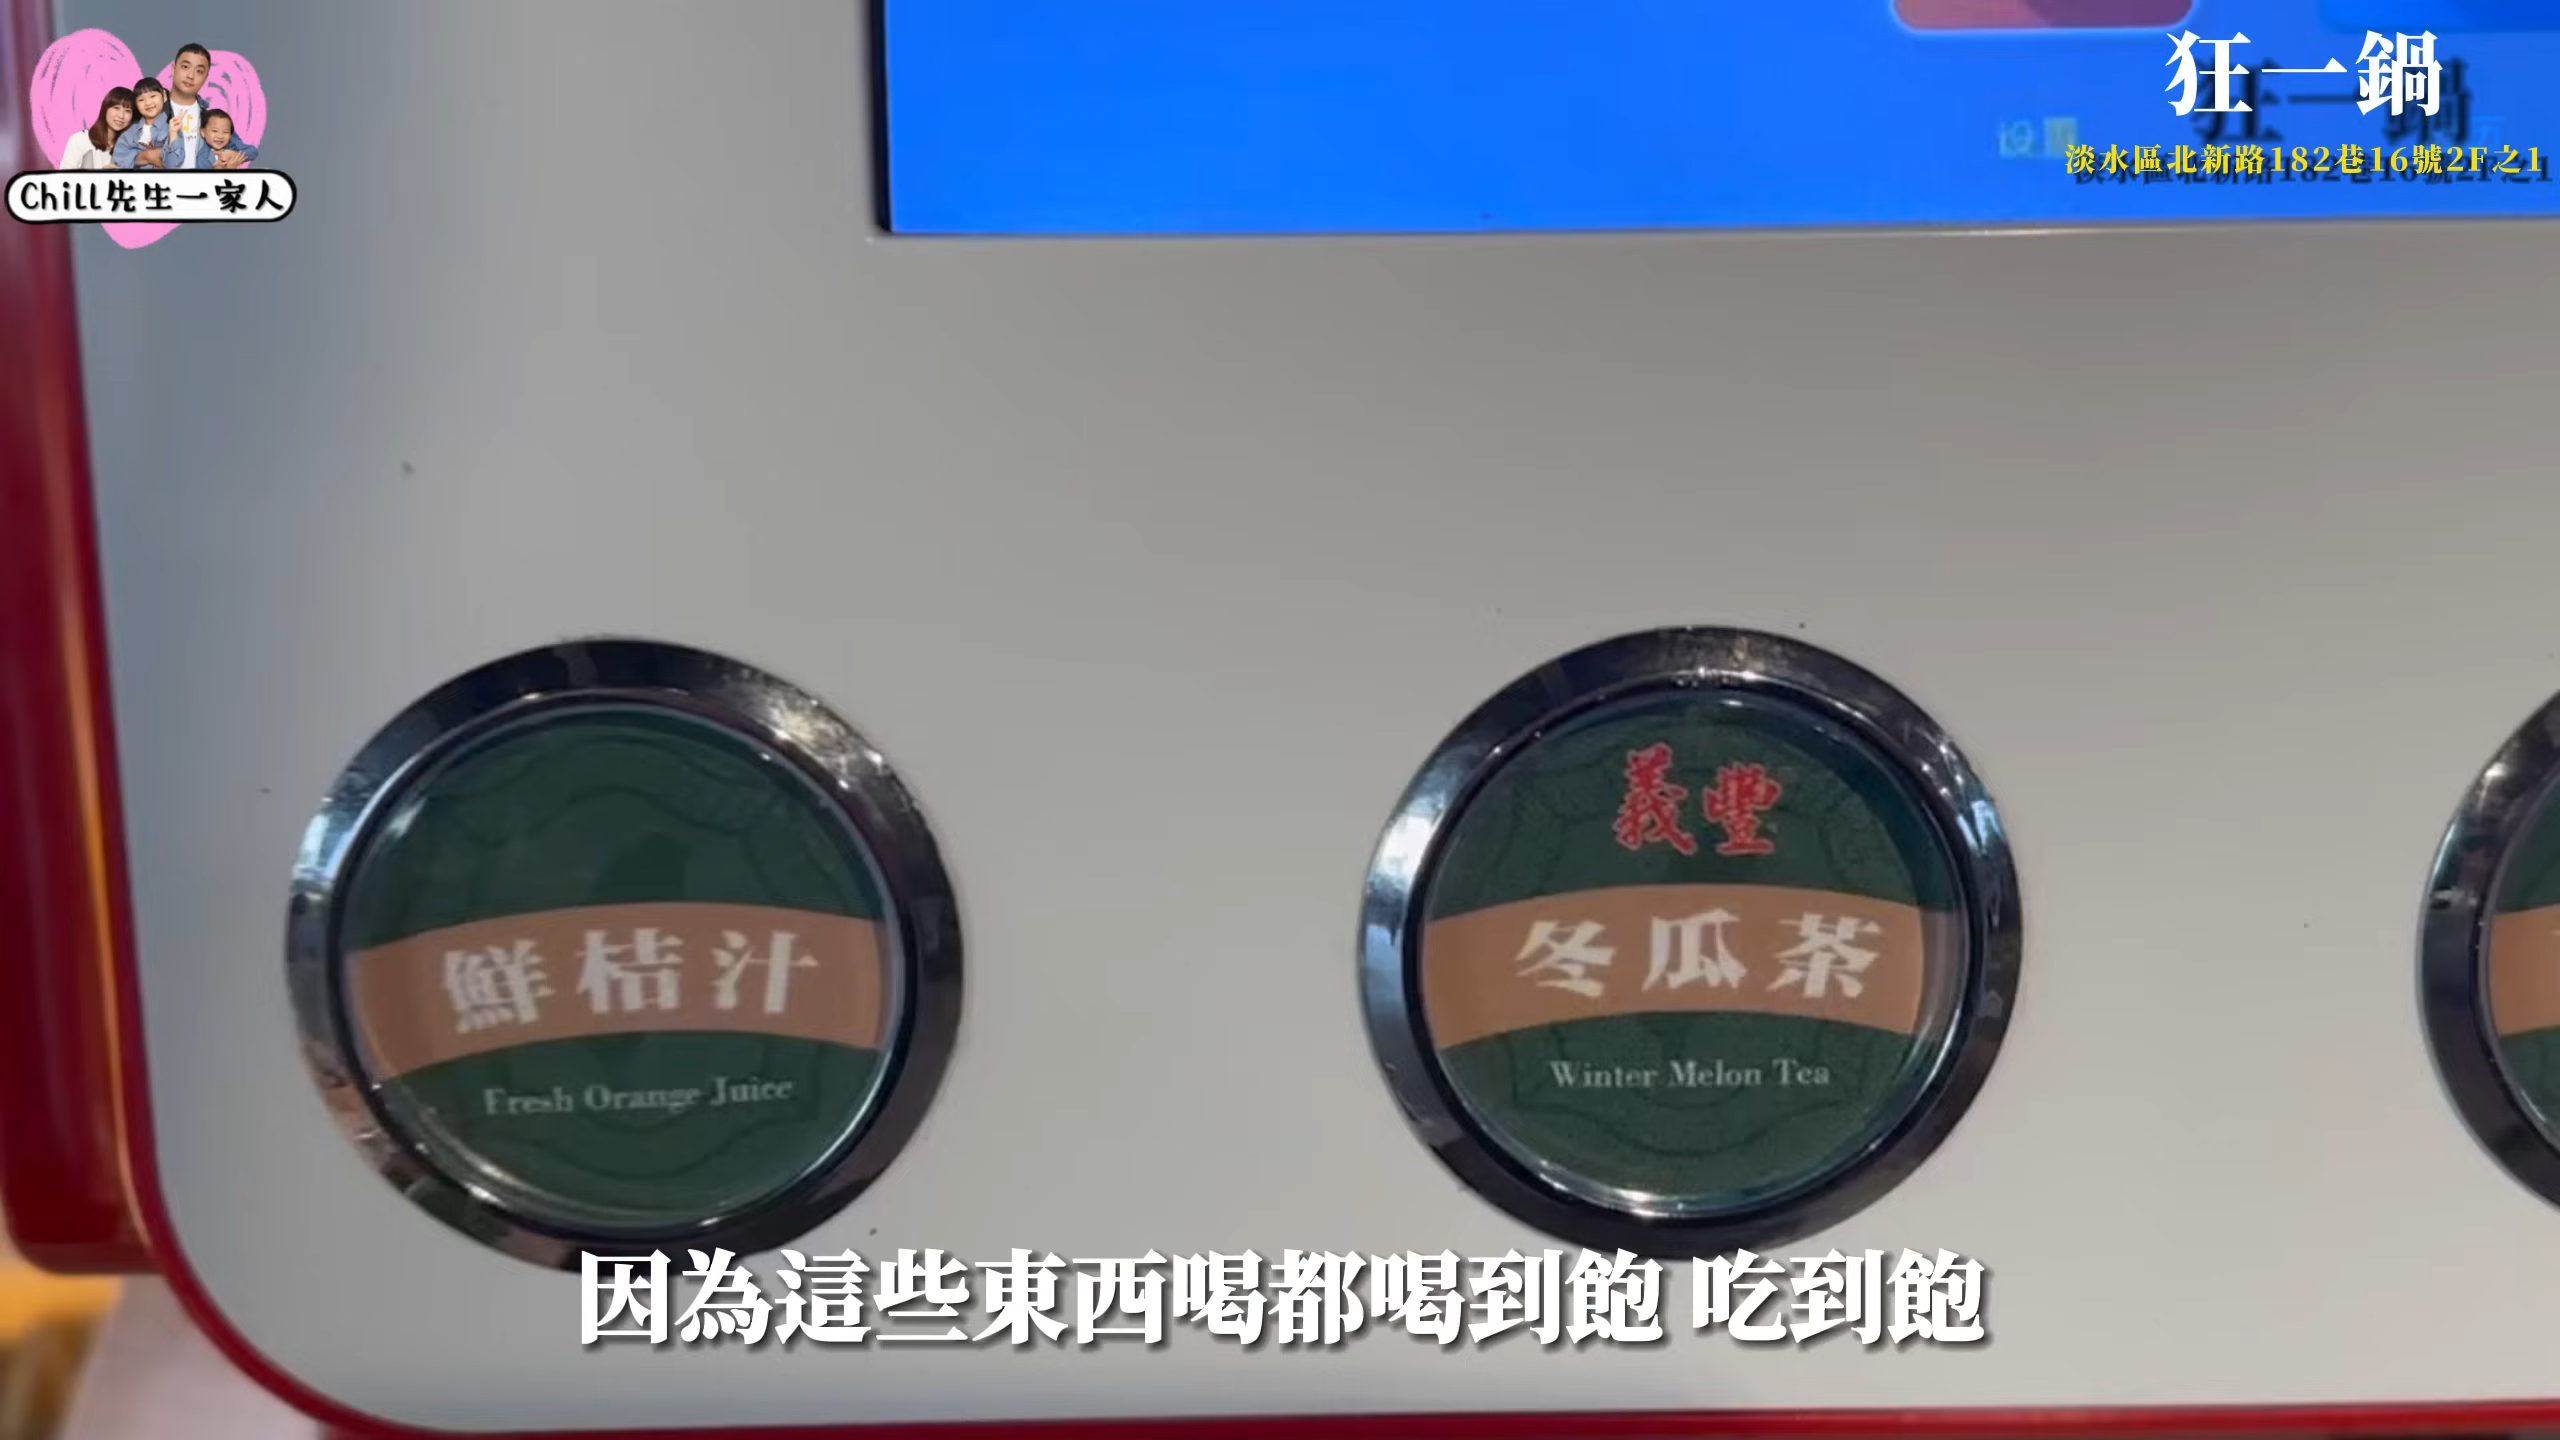 Chill先生一家人
狂一鍋
淡水區北新路182巷16號2F之1
鮮桔汁
Fresh Orange Juice
義豐
冬瓜茶
Winter Melon Tea
因為這些東西喝都喝到飽 吃到飽